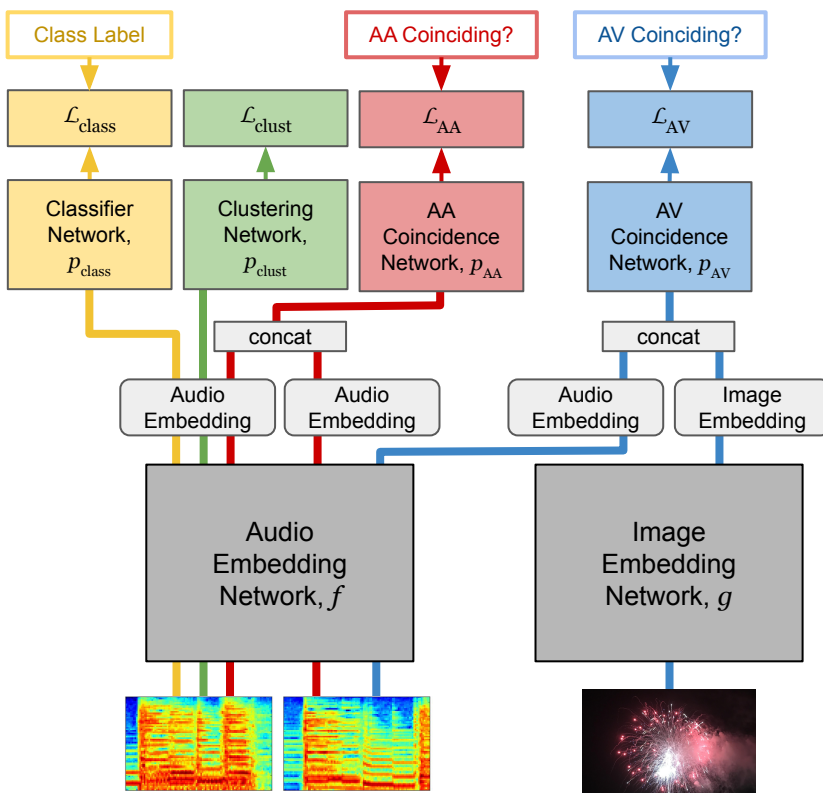 Class Label
AA Coinciding?
AV Coinciding?
ℒclass
ℒclust
ℒAA
ℒAV
Classifier
Network,
pclass
Clustering
Network,
pclust
AA
Coincidence
Network, pAA
AV
Coincidence
Network, pAV
concat
concat
Audio
Embedding
Audio
Embedding
Audio
Embedding
Image
Embedding
Audio
Embedding
Network, f
Image
Embedding
Network, g